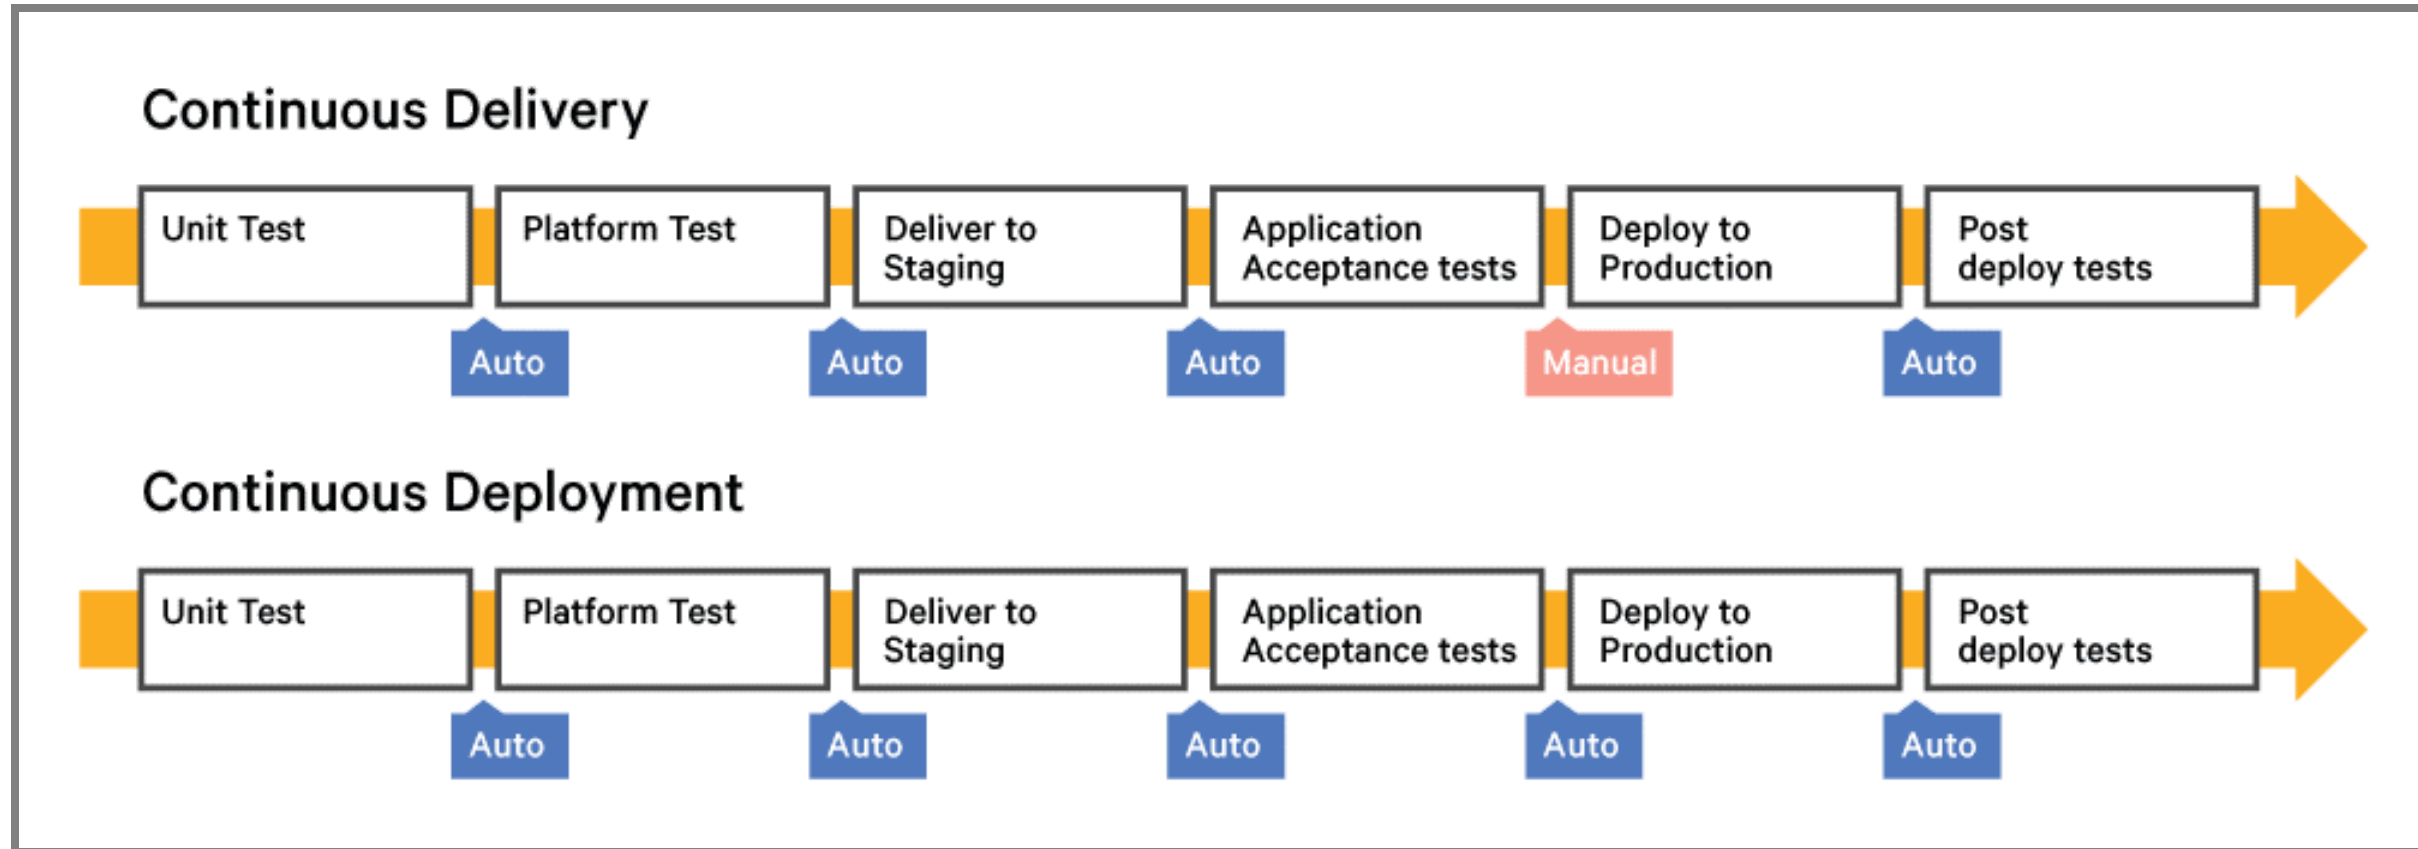 Continuous Delivery
Unit Test
Platform Test
Deliver to
Staging
Application
Acceptance tests
Deploy to
Production
Post
deploy tests
Auto
Auto
Auto
Manual
Auto
Continuous Deployment
Unit Test
Platform Test
Deliver to
Staging
Application
Acceptance tests
Deploy to
Production
Post
deploy tests
Auto
Auto
Auto
Auto
Auto